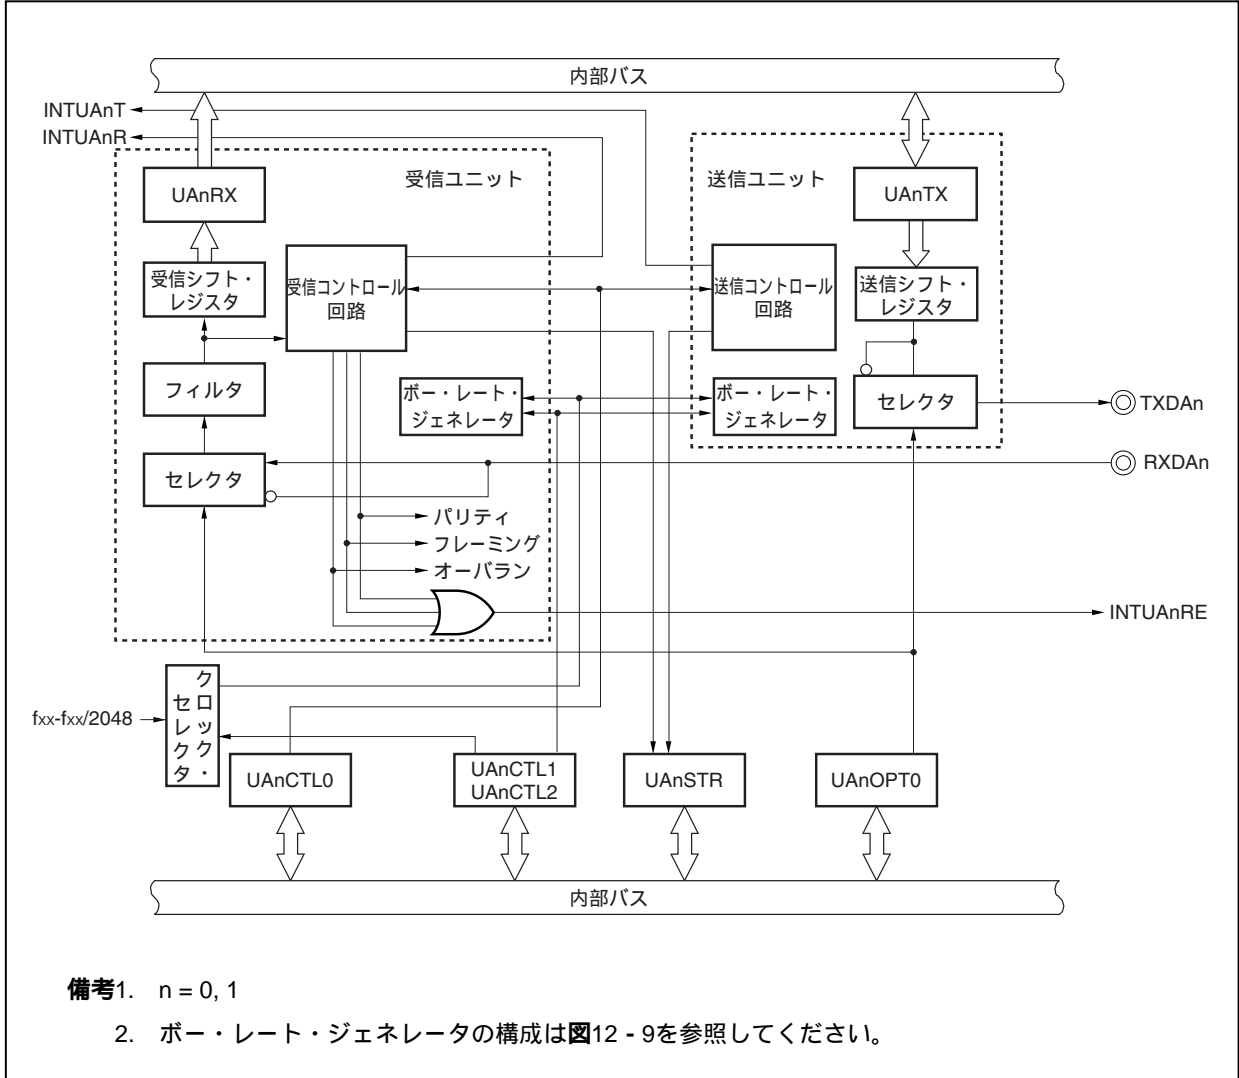 内部バス
INTUAnT
INTUAnR
受信ユニット
送信ユニット
UAnRX
UAnTX
受信シフト・
レジスタ
受信コントロール
回路
送信コントロール
回路
送信シフト・
レジスタ
フィルタ
ボー・レート・
ジェネレータ
ボー・レート・
ジェネレータ
セレクタ
TXDAn
セレクタ
RXDAn
パリティ
フレーミング
オーバラン
INTUAnRE
クロック・
セレクタ
fxx-fxx/2048
UAnCTL0
UAnCTL1
UAnCTL2
UAnSTR
UAnOPT0
内部バス
備考1. n = 0, 1
2. ボー・レート・ジェネレータの構成は図12 - 9を参照してください。